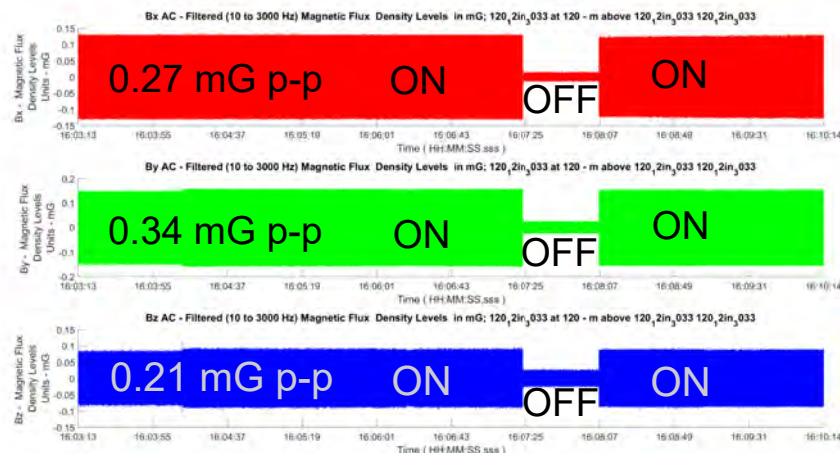 Bx AC - Filtered (10 to 3000 Hz) Magnetic Flux Density Levels in mG; 120₁2in₃033 at 120 - m above 120₁2in₃033 120₁2in₃033
Bx - Magnetic Flux
Density Levels
Units - mG
0.15
0.1
0.05
0
-0.05
-0.1
-0.15
0.27 mG p-p ON OFF ON
16:03:13 16:03:55 16:04:37 16:05:19 16:06:01 16:06:43 16:07:25 16:08:07 16:08:49 16:09:31 16:10:14
Time ( HH:MM:SS.sss )
By AC - Filtered (10 to 3000 Hz) Magnetic Flux Density Levels in mG; 120₁2in₃033 at 120 - m above 120₁2in₃033 120₁2in₃033
By - Magnetic Flux
Density Levels
Units - mG
0.2
0.1
0
-0.1
-0.2
0.34 mG p-p ON OFF ON
16:03:13 16:03:55 16:04:37 16:05:19 16:06:01 16:06:43 16:07:25 16:08:07 16:08:49 16:09:31 16:10:14
Time ( HH:MM:SS.sss )
Bz AC - Filtered (10 to 3000 Hz) Magnetic Flux Density Levels in mG; 120₁2in₃033 at 120 - m above 120₁2in₃033 120₁2in₃033
Bz - Magnetic Flux
Density Levels
Units - mG
0.15
0.1
0.05
0
-0.05
-0.1
-0.15
0.21 mG p-p ON OFF ON
16:03:13 16:03:55 16:04:37 16:05:19 16:06:01 16:06:43 16:07:25 16:08:07 16:08:49 16:09:31 16:10:14
Time ( HH:MM:SS.sss )